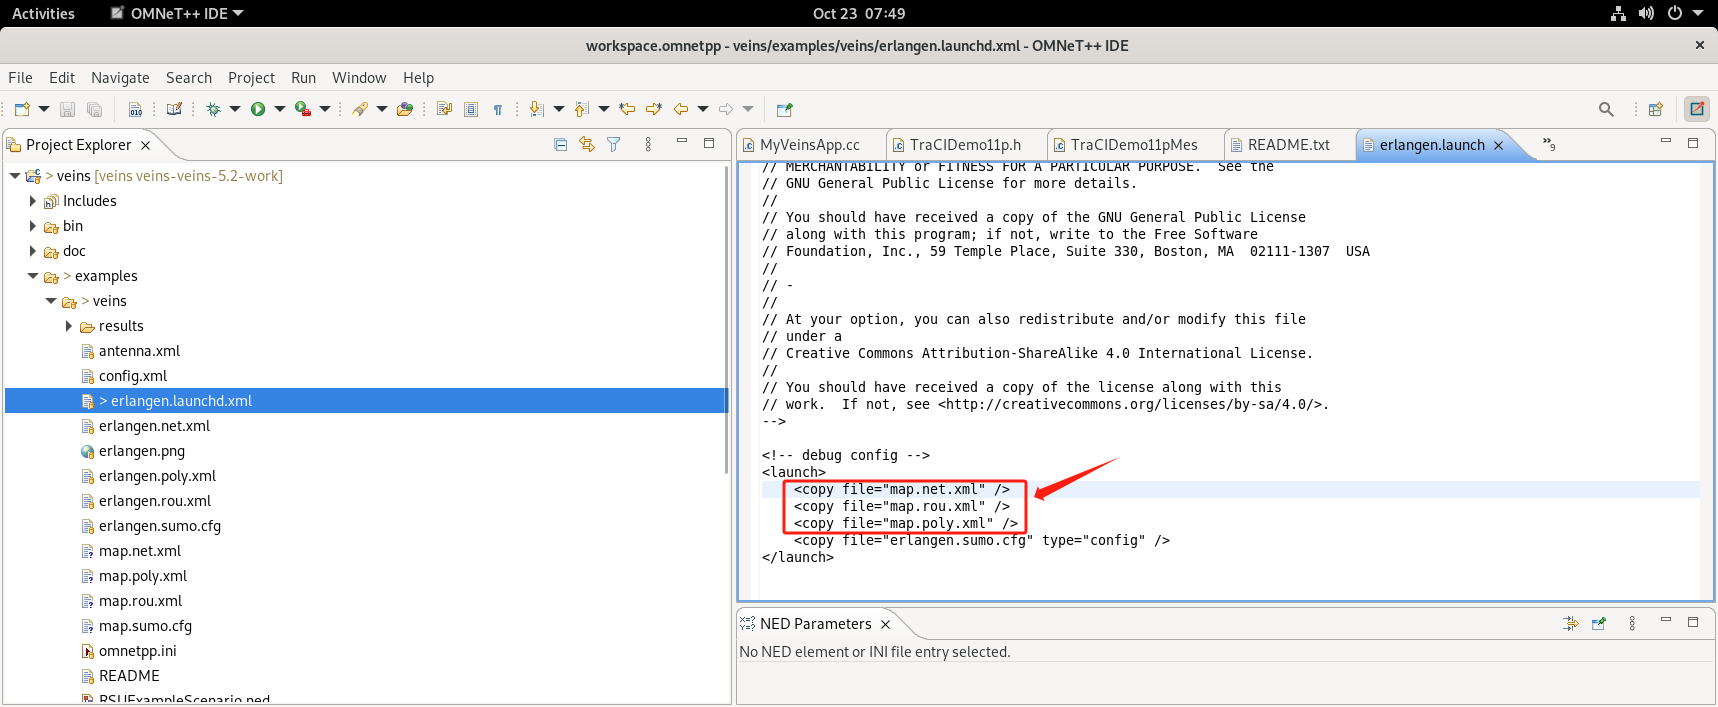 Activities
OMNeT++ IDE
Oct 23 07:49
workspace.omnetpp - veins/examples/veins/erlangen.launchd.xml - OMNeT++ IDE
File Edit Navigate Search Project Run Window Help
Project Explorer
> veins [veins veins-veins-5.2-work]
Includes
bin
doc
> examples
> veins
results
antenna.xml
config.xml
> erlangen.launchd.xml
erlangen.net.xml
erlangen.png
erlangen.poly.xml
erlangen.rou.xml
erlangen.sumo.cfg
map.net.xml
map.poly.xml
map.rou.xml
map.sumo.cfg
omnetpp.ini
README
RSUExampleScenario.ned
MyVeinsApp.cc
TraCIDemo11p.h
TraCIDemo11pMes
README.txt
erlangen.launch
9
// MERCHANTABILITY or FITNESS FOR A PARTICULAR PURPOSE.  See the
// GNU General Public License for more details.
//
// You should have received a copy of the GNU General Public License
// along with this program; if not, write to the Free Software
// Foundation, Inc., 59 Temple Place, Suite 330, Boston, MA  02111-1307  USA
//
// -
//
// At your option, you can also redistribute and/or modify this file
// under a
// Creative Commons Attribution-ShareAlike 4.0 International License.
//
// You should have received a copy of the license along with this
// work.  If not, see <http://creativecommons.org/licenses/by-sa/4.0/>.
-->
<!-- debug config -->
<launch>
<copy file="map.net.xml" />
<copy file="map.rou.xml" />
<copy file="map.poly.xml" />
<copy file="erlangen.sumo.cfg" type="config" />
</launch>
NED Parameters
No NED element or INI file entry selected.